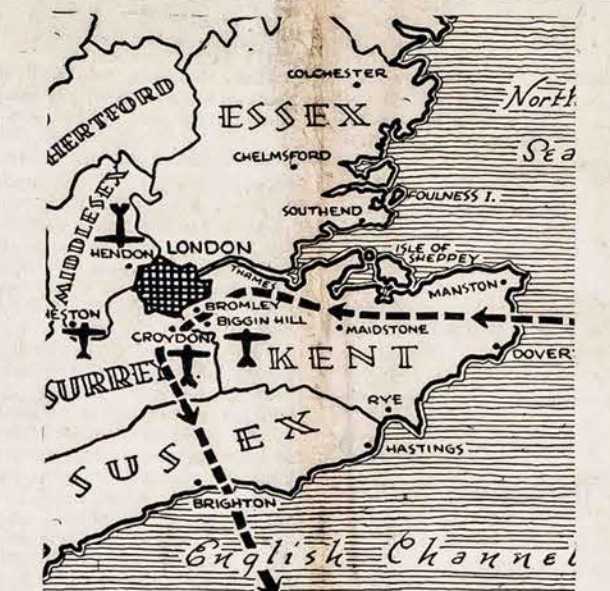 COLCHESTER
North
HERTFORD
ESSEX
Sea
CHELMSFORD
MIDDLESEX
FOULNESS I.
SOUTHEND
HENDON
LONDON
ISLE OF
SHEPPEY
THAMES
MANSTON
HESTON
BROMLEY
BIGGIN HILL
MAIDSTONE
CROYDON
KENT
DOVER
SURREY
RYE
SUSSEX
HASTINGS
BRIGHTON
English Channel